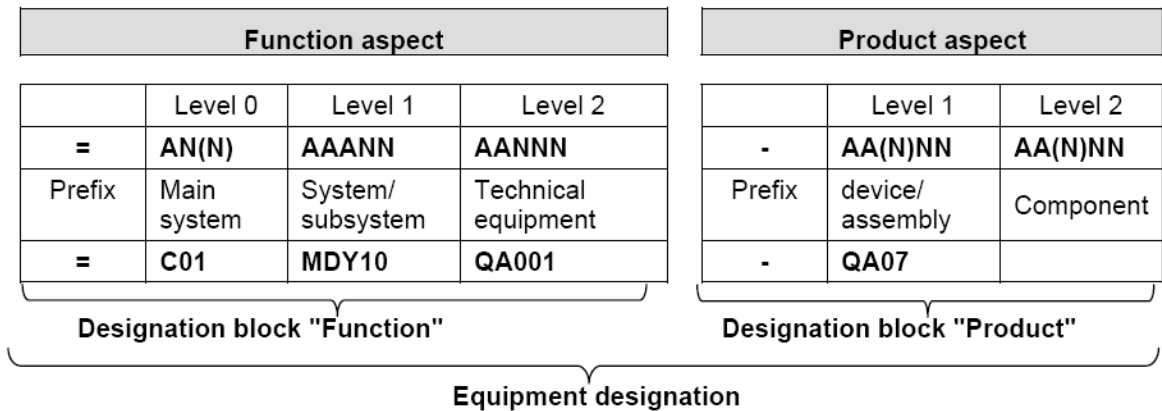 Function aspect Product aspect
Level 0 Level 1 Level 2 Level 1 Level 2
= AN(N) AAANN AANNN - AA(N)NN AA(N)NN
Prefix Main system System/ subsystem Technical equipment Prefix device/ assembly Component
= C01 MDY10 QA001 - QA07
Designation block "Function" Designation block "Product"
Equipment designation